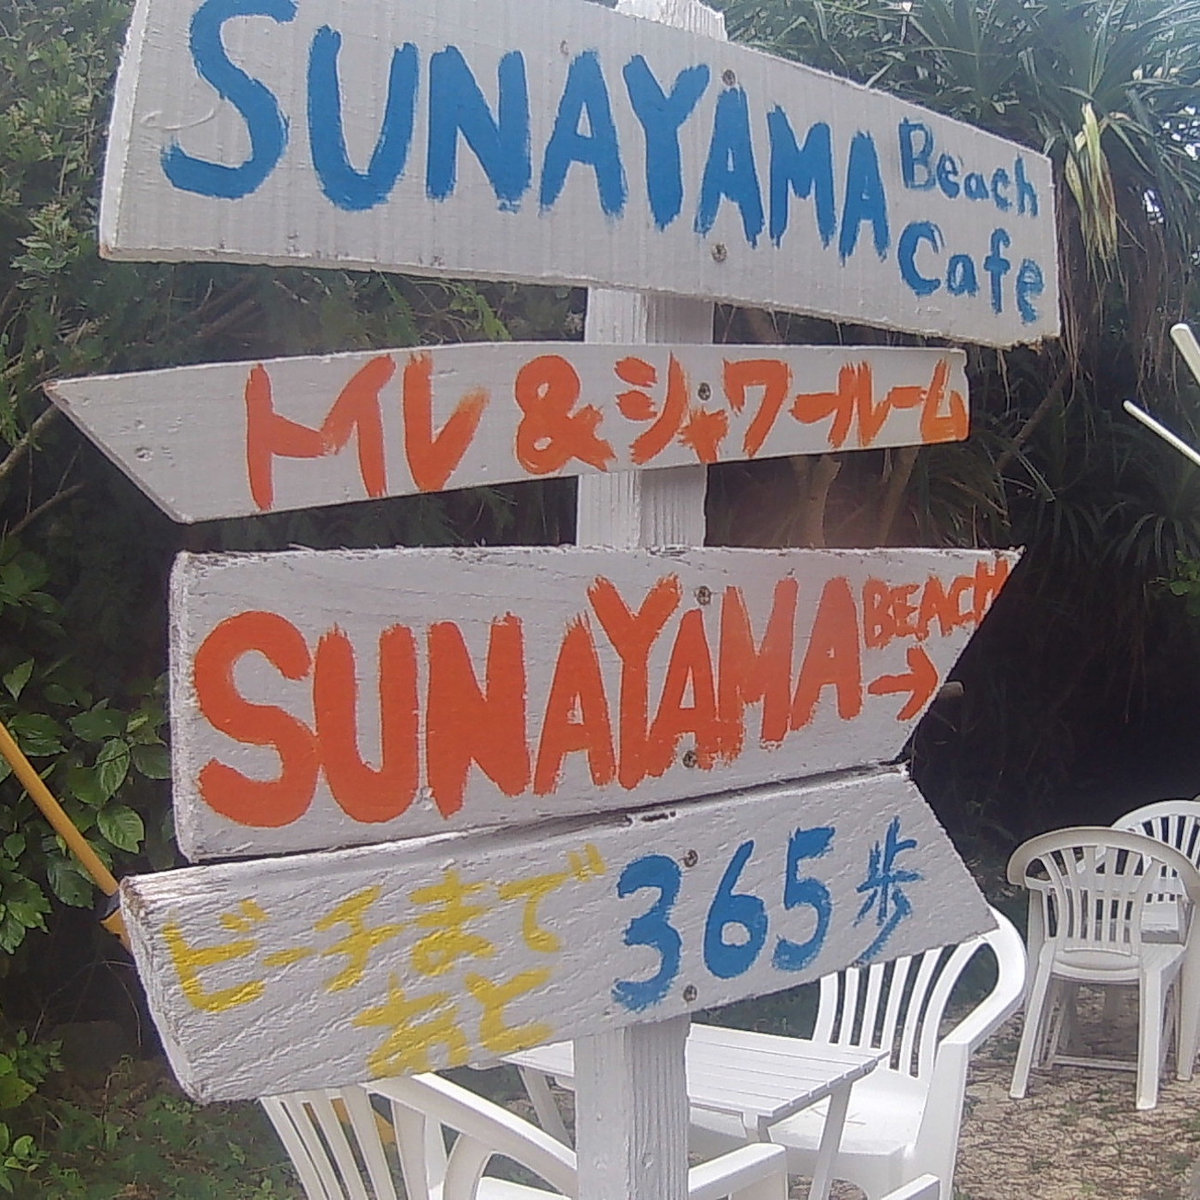 SUNAYAMA Beach
Cafe
トイレ & シャワールーム
SUNAYAMA BEACH
→
ビーチまで 365歩
あと